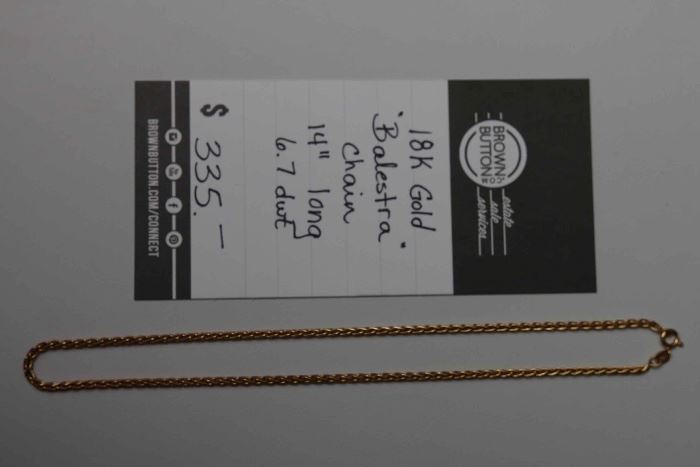 BROWN
BUTTON
estate
sale
services
18K Gold
"Balestra"
Chain
14" long
6.7 dwt
$ 335.–
BROWNBUTTON.COM/CONNECT